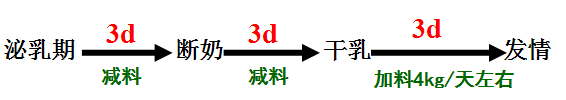 3d 3d 3d
泌乳期 断奶 干乳 发情
减料 减料 加料4kg/天左右